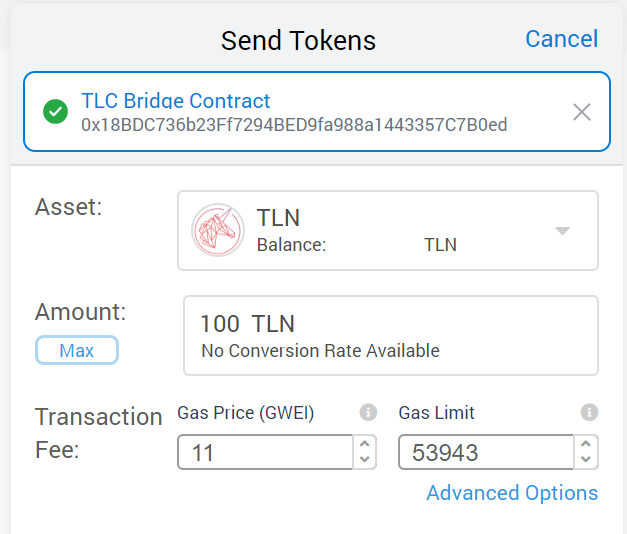 Send Tokens
Cancel
TLC Bridge Contract
0x18BDC736b23Ff7294BED9fa988a1443357C7B0ed
Asset:
TLN
Balance: TLN
Amount:
Max
100 TLN
No Conversion Rate Available
Transaction Fee:
Gas Price (GWEI)
Gas Limit
11
53943
Advanced Options